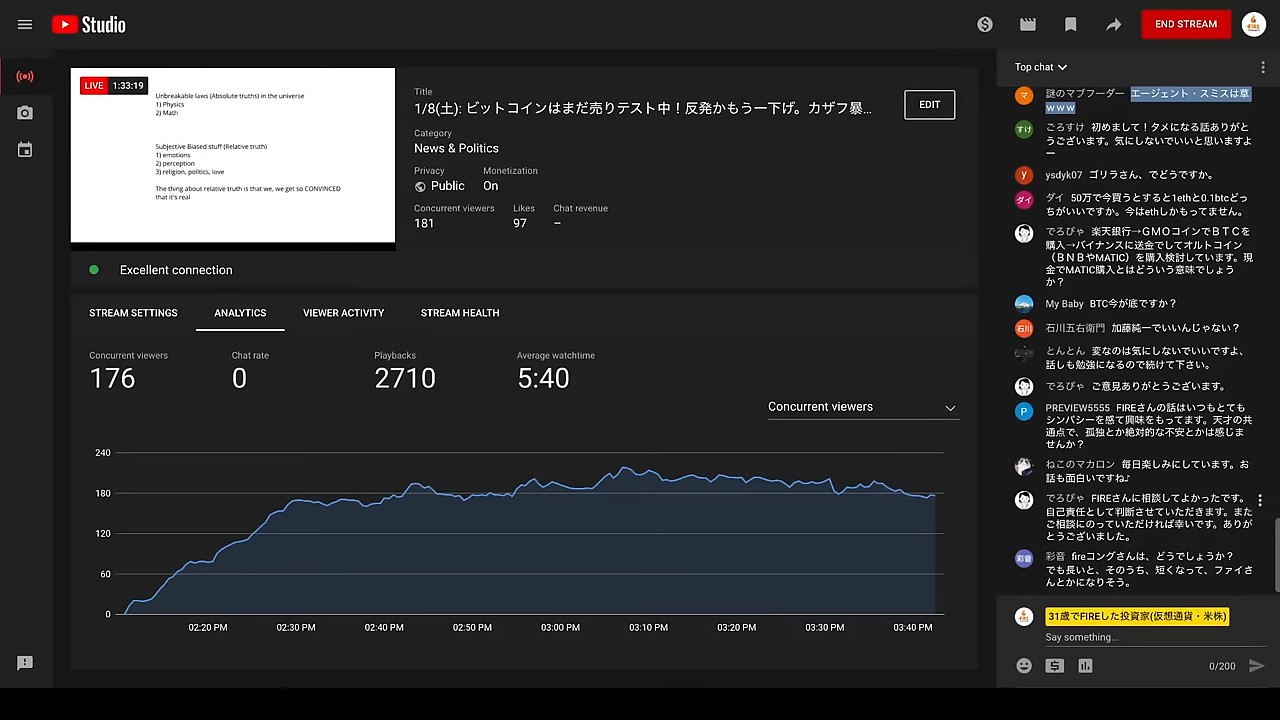 Studio
END STREAM
LIVE 1:33:19
Unbreakable laws (Absolute truths) in the universe
1) Physics
2) Math
Subjective Biased stuff (Relative truth)
1) emotions
2) perception
3) religion, politics, love
The thing about relative truth is that we, we get so CONVINCED
that it's real
Title
1/8(土): ビットコインはまだ売りテスト中！反発かもう一下げ。カザフ暴...
EDIT
Category
News & Politics
Privacy
Monetization
Public
On
Concurrent viewers
Likes
Chat revenue
181
97
–
Excellent connection
STREAM SETTINGS
ANALYTICS
VIEWER ACTIVITY
STREAM HEALTH
Concurrent viewers
Chat rate
Playbacks
Average watchtime
176
0
2710
5:40
Concurrent viewers
240
180
120
60
0
02:20 PM
02:30 PM
02:40 PM
02:50 PM
03:00 PM
03:10 PM
03:20 PM
03:30 PM
03:40 PM
Top chat
マ
謎のマブフーダー エージェント・スミスは草
ｗｗｗ
すけ
ごろすけ 初めまして！タメになる話ありがと
うございます。気にしないでいいと思いますよ
ー
y
ysdyk07 ゴリラさん、でどうですか。
ダイ
ダイ 50万で今買うとすると1ethと0.1btcどっ
ちがいいですか。今はethしかもってません。
でろぴゃ 楽天銀行→ＧＭＯコインでＢＴＣを
購入→バイナンスに送金でしてオルトコイン
（ＢＮＢやMATIC）を購入検討しています。現
金でMATIC購入とはどういう意味でしょう
か？
My Baby BTC今が底ですか？
石川
石川五右衛門 加藤純一でいいんじゃない？
とんとん 変なのは気にしないでいいですよ、
話しも勉強になるので続けて下さい。
でろぴゃ ご意見ありがとうございます。
P
PREVIEW5555 FIREさんの話はいつもとても
シンパシーを感て興味をもってます。天才の共
通点で、孤独とか絶対的な不安とかは感じま
せんか？
ねこのマカロン 毎日楽しみにしています。お
話も面白いですね♪
でろぴゃ FIREさんに相談してよかったです。
自己責任として判断させていただきます。また
ご相談にのっていただければ幸いです。ありが
とうございました。
彩音
彩音 fireコングさんは、どうでしょうか？
でも長いと、そのうち、短くなって、ファイさ
んとかになりそう。
31歳でFIREした投資家(仮想通貨・米株)
Say something...
0/200